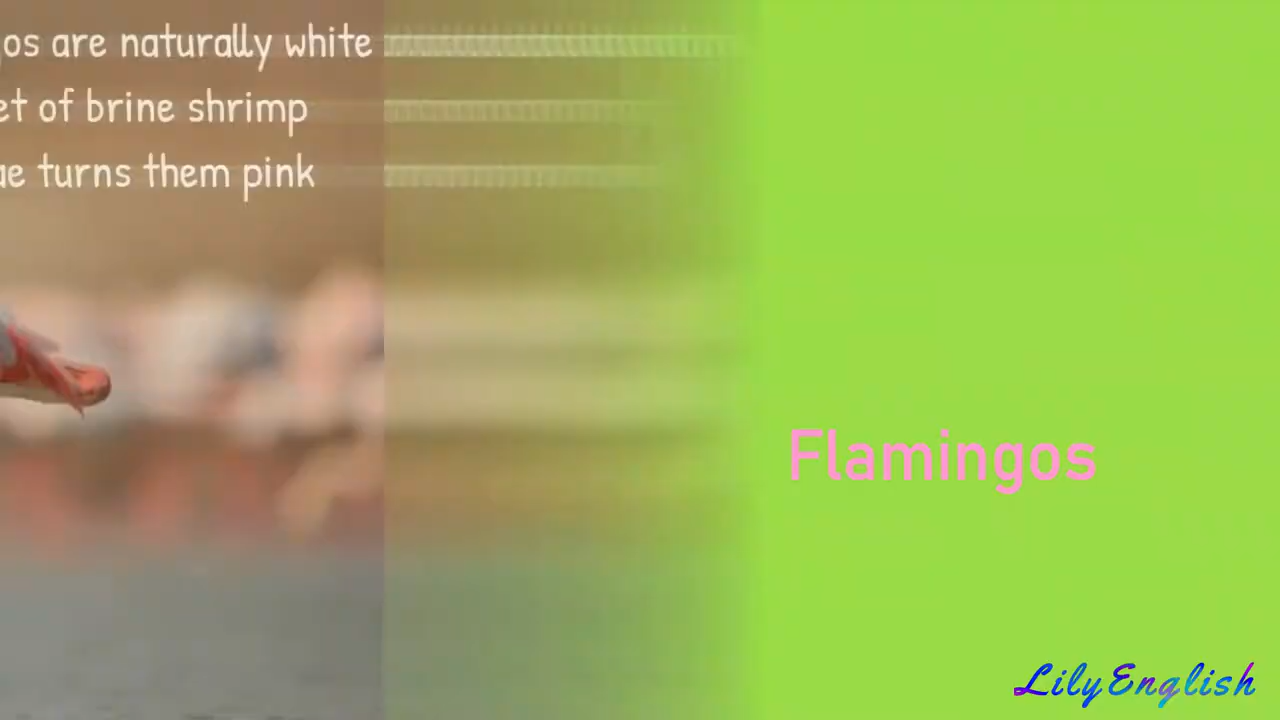 os are naturally white
et of brine shrimp
ae turns them pink
Flamingos
LilyEnglish